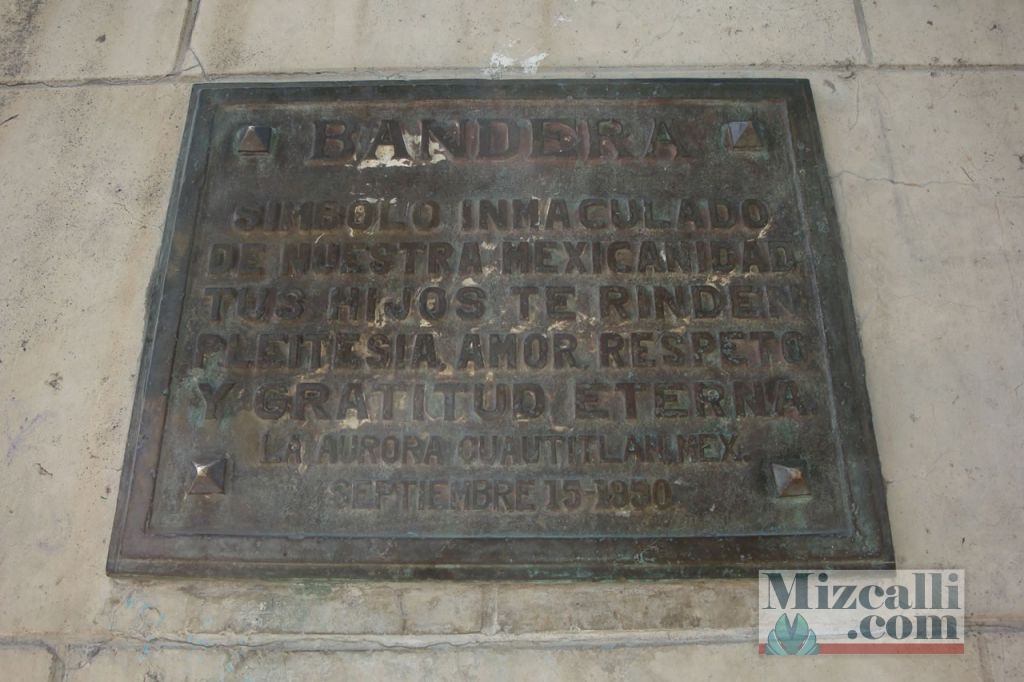 BANDERA
SIMBOLO INMACULADO
DE NUESTRA MEXICANIDAD,
TUS HIJOS TE RINDEN
PLEITESIA, AMOR, RESPETO
Y GRATITUD ETERNA.
LA AURORA CUAUTITLAN, MEX.
SEPTIEMBRE 15-1950
Mizcalli
.com